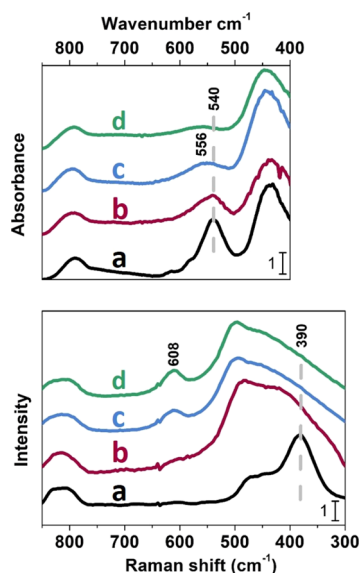 Wavenumber cm⁻¹
800 700 600 500 400
Absorbance
d
c
b
a
556
540
1
608
390
d
c
b
a
Intensity
1
800 700 600 500 400 300
Raman shift (cm⁻¹)